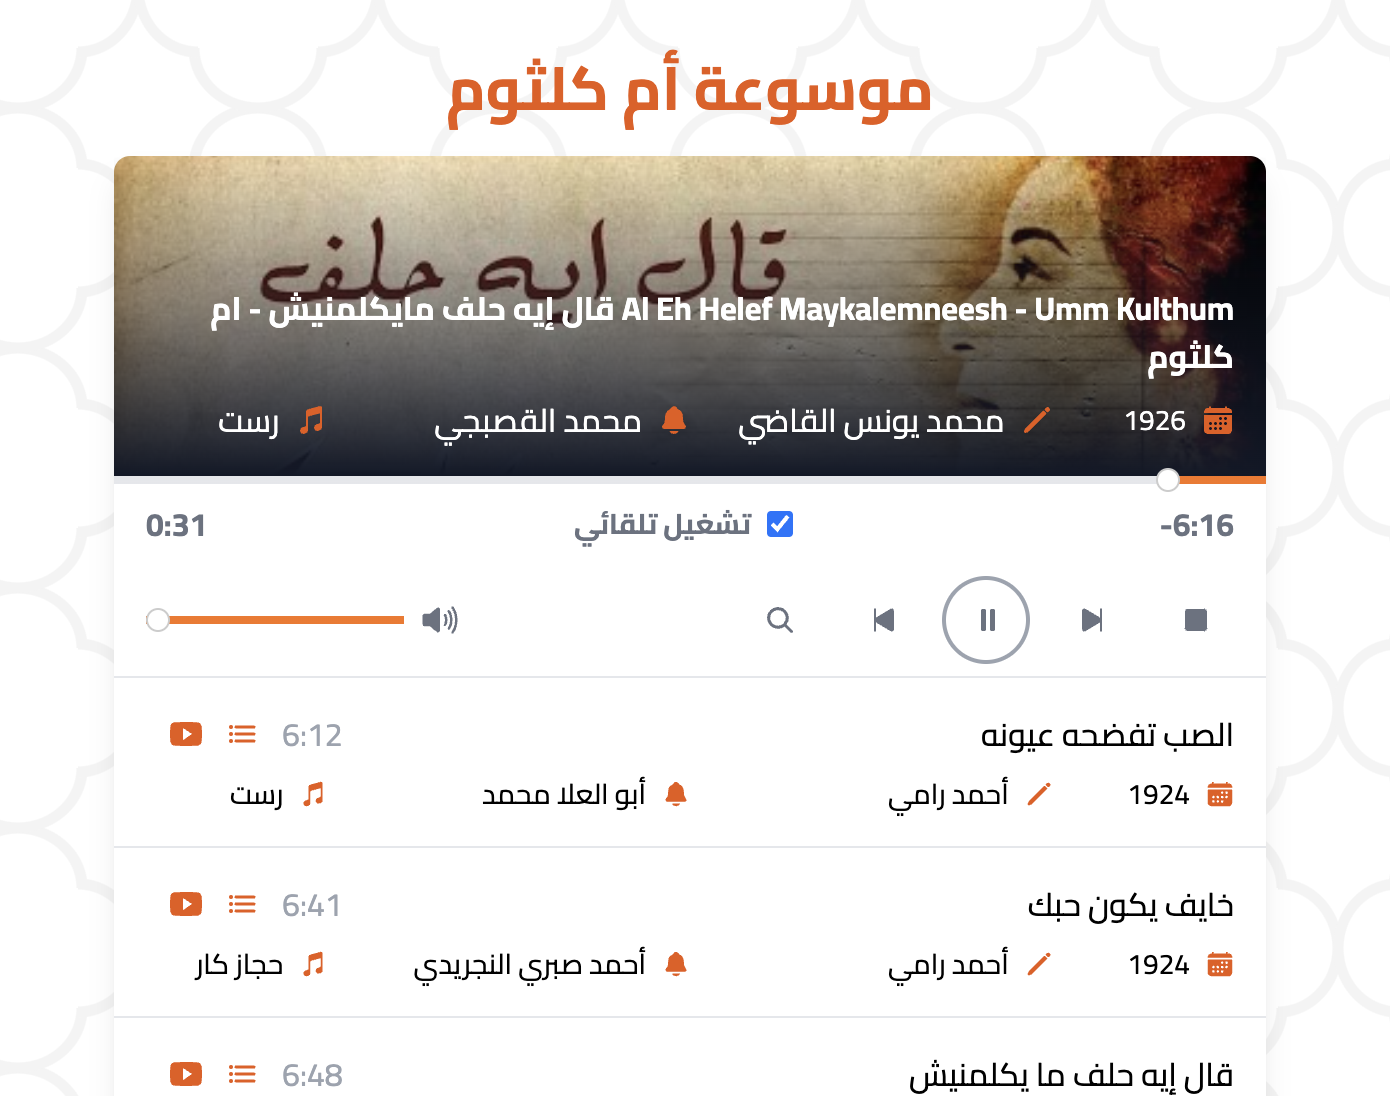 موسوعة أم كلثوم
قال ايه حلف
Al Eh Helef Maykalemneesh - Umm Kulthum قال إيه حلف مايكلمنيش - ام
كلثوم
1926 محمد يونس القاضي محمد القصبجي رست
-6:16 تشغيل تلقائي 0:31
الصب تفضحه عيونه 6:12
1924 أحمد رامي أبو العلا محمد رست
خايف يكون حبك 6:41
1924 أحمد رامي أحمد صبري النجريدي حجاز كار
قال إيه حلف ما يكلمنيش 6:48